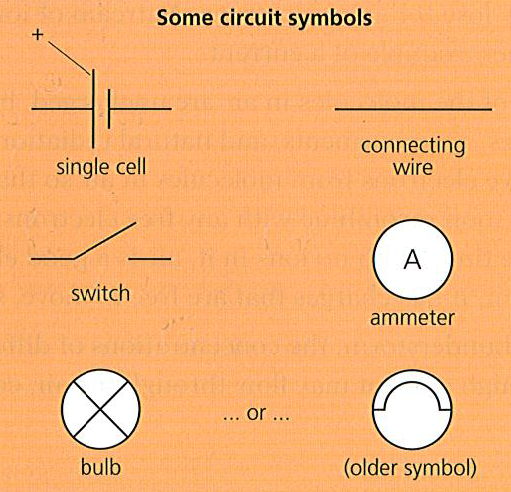 Some circuit symbols
+
single cell
connecting
wire
switch
A
ammeter
... or ...
bulb
(older symbol)